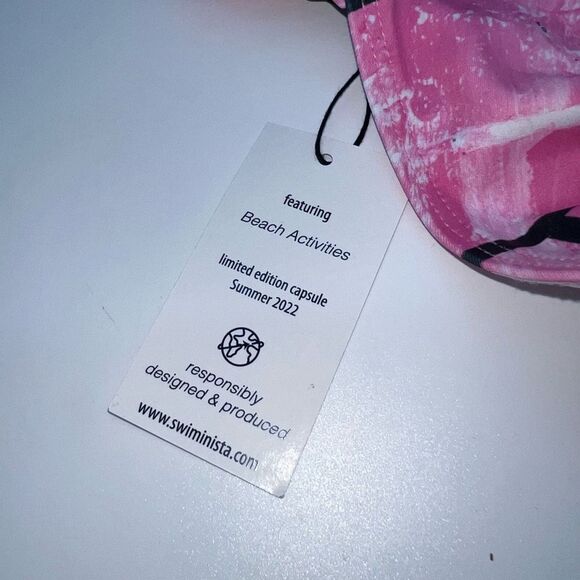 featuring
Beach Activities
limited edition capsule
Summer 2022
responsibly
designed & produced
www.swiminista.com